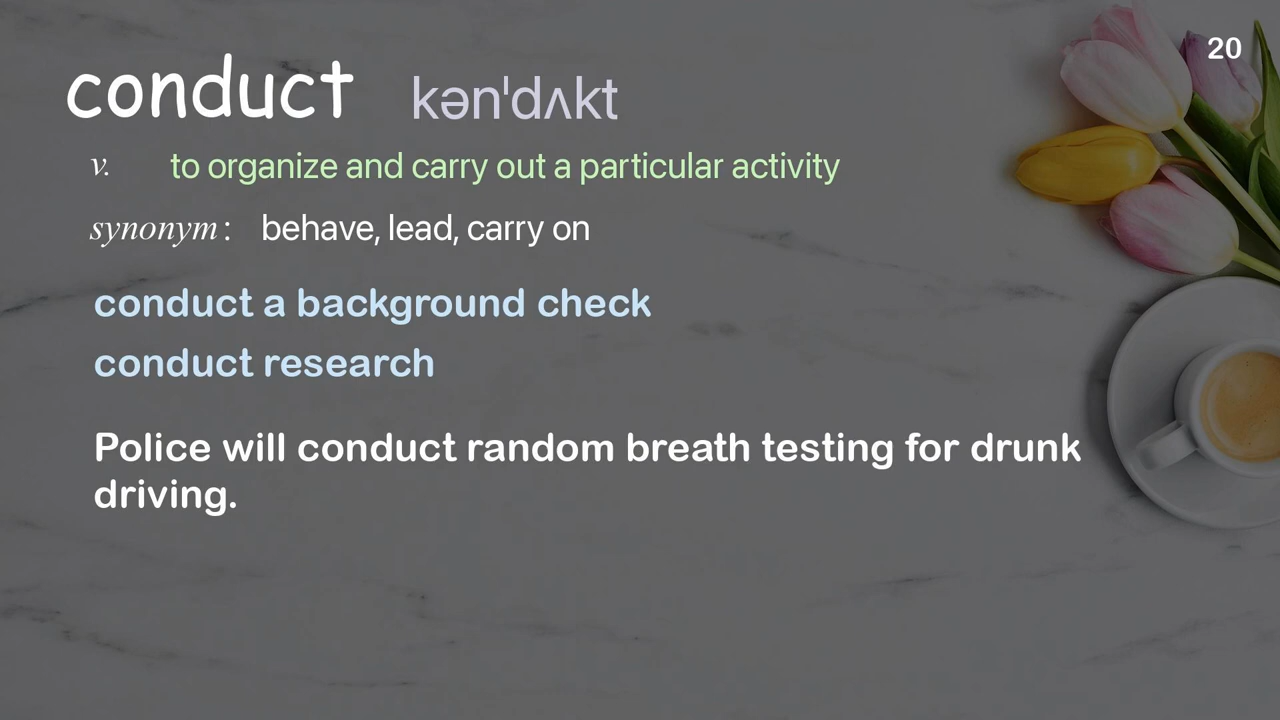 20
conduct kənˈdʌkt
v. to organize and carry out a particular activity
synonym: behave, lead, carry on
conduct a background check
conduct research
Police will conduct random breath testing for drunk
driving.